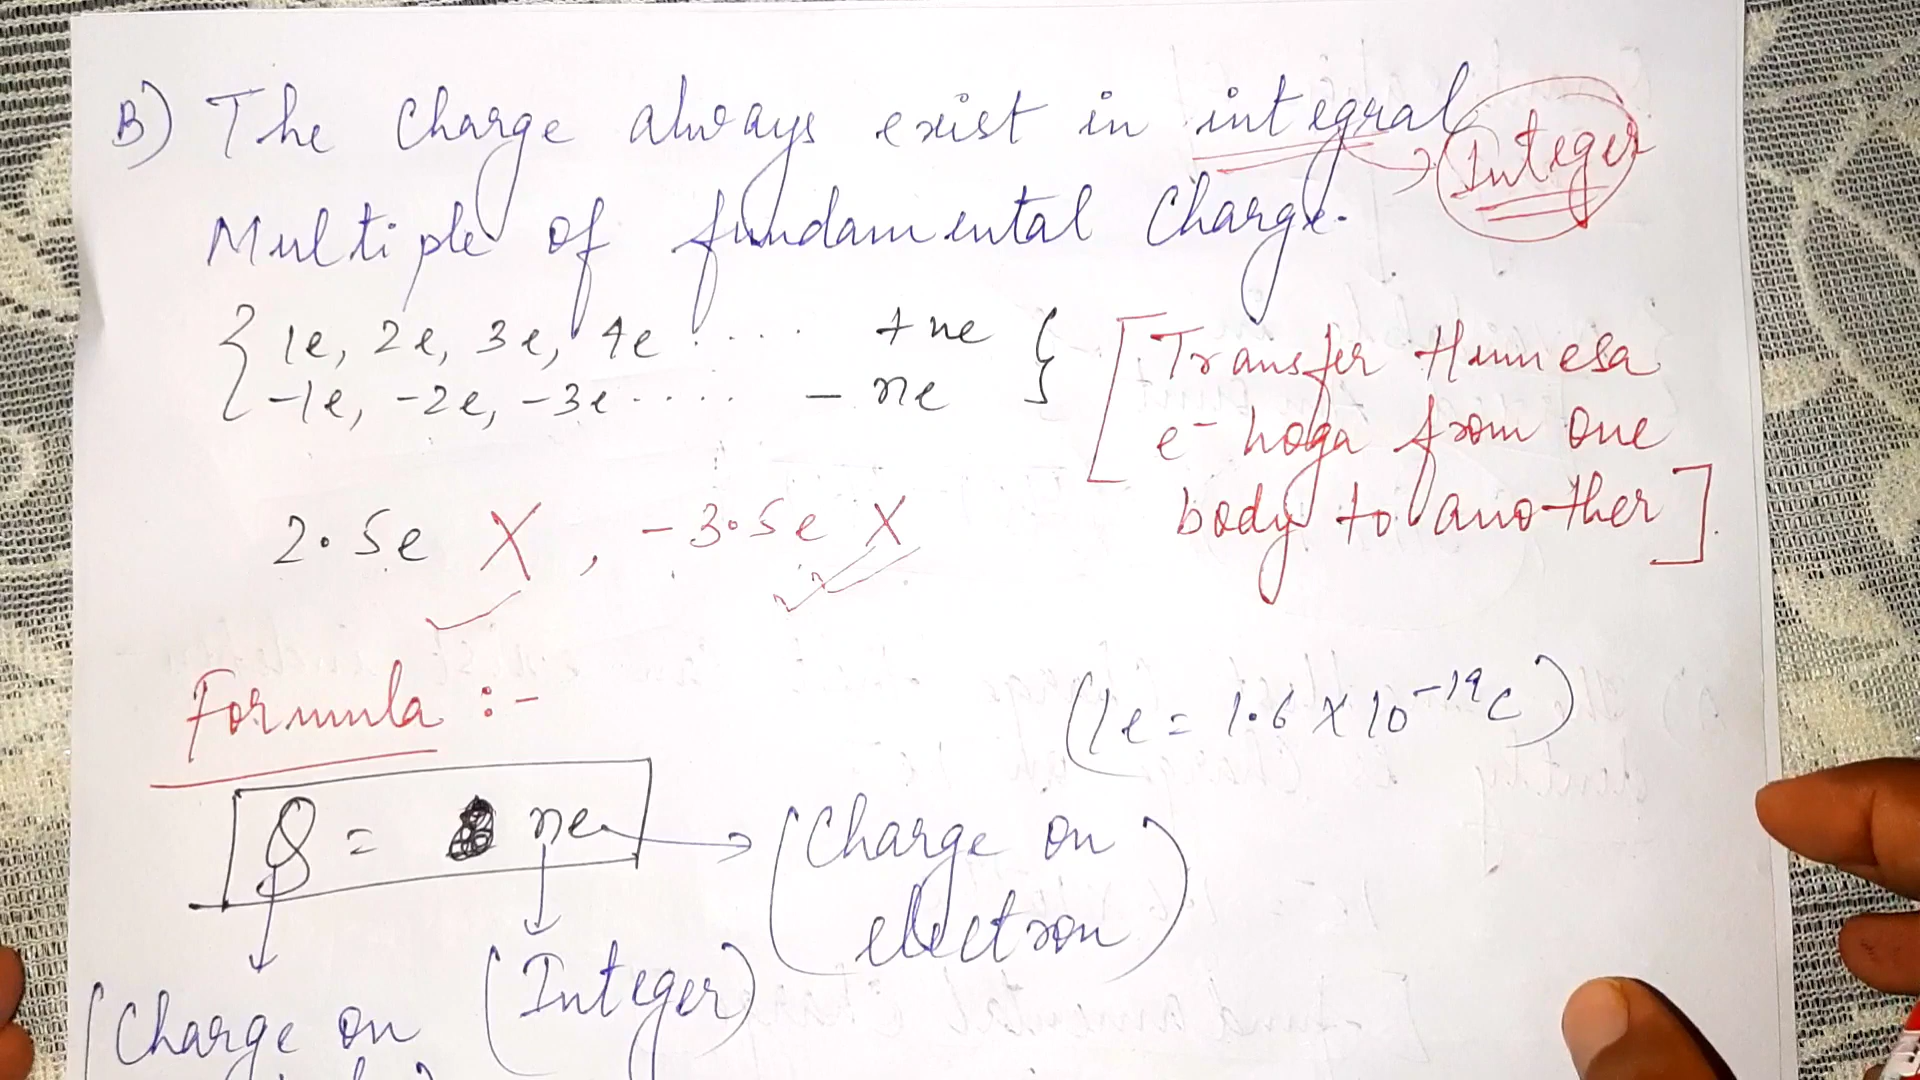 B) The Charge always exist in integral
Integer
Multiple of fundamental Charge.
{ 1e, 2e, 3e, 4e .... +ne
-1e, -2e, -3e..... - ne }
[Transfer Humesa
e⁻ hoga from one
body to another].
2.5e X, -3.5e X
Formula :-
(1e = 1.6 X 10⁻¹⁹C)
Q = ne
(Charge on
electron)
(Integer)
(Charge on